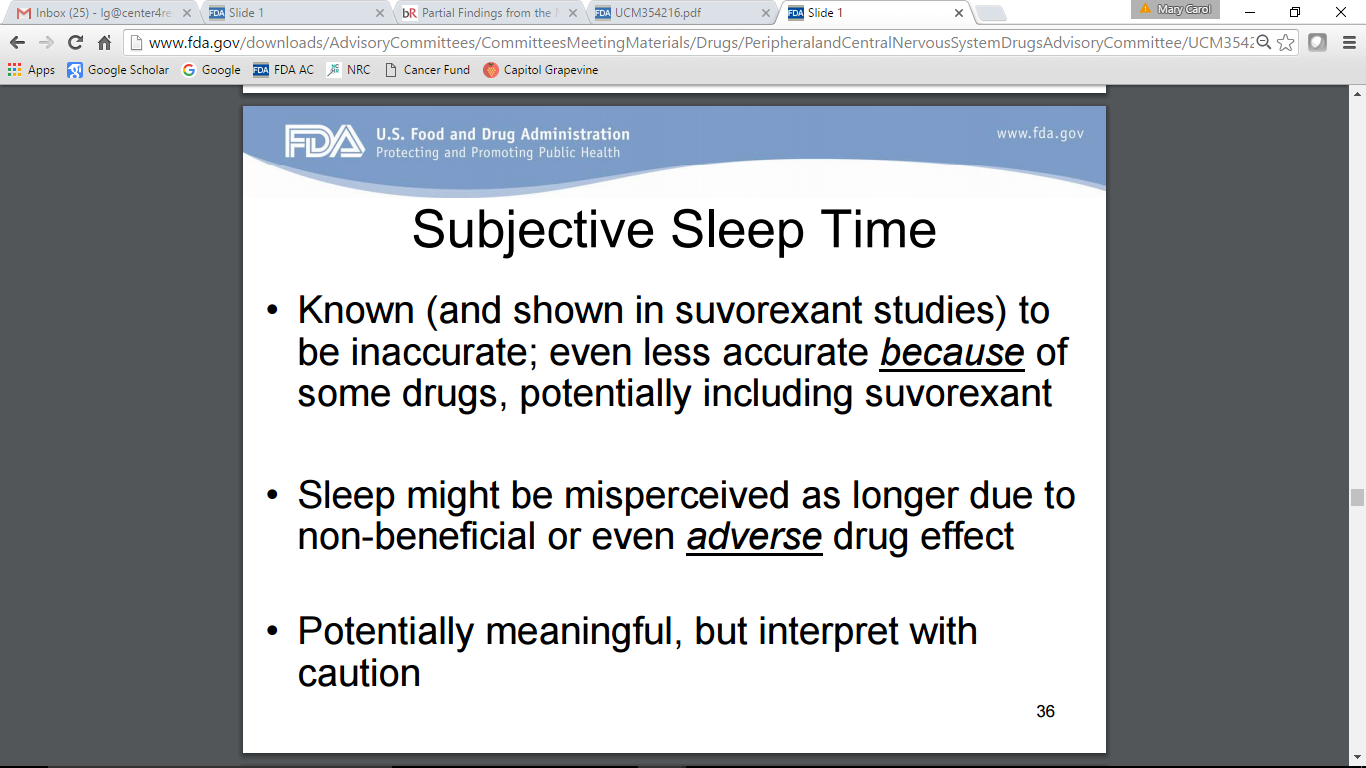 Inbox (25) - lg@center4re
Slide 1
bR Partial Findings from the
UCM354216.pdf
Slide 1
Mary Carol
www.fda.gov/downloads/AdvisoryCommittees/CommitteesMeetingMaterials/Drugs/PeripheralandCentralNervousSystemDrugsAdvisoryCommittee/UCM3542
Apps
Google Scholar
Google
FDA AC
NRC
Cancer Fund
Capitol Grapevine
FDA
U.S. Food and Drug Administration
Protecting and Promoting Public Health
www.fda.gov
Subjective Sleep Time
• Known (and shown in suvorexant studies) to
be inaccurate; even less accurate because of
some drugs, potentially including suvorexant
• Sleep might be misperceived as longer due to
non-beneficial or even adverse drug effect
• Potentially meaningful, but interpret with
caution
36